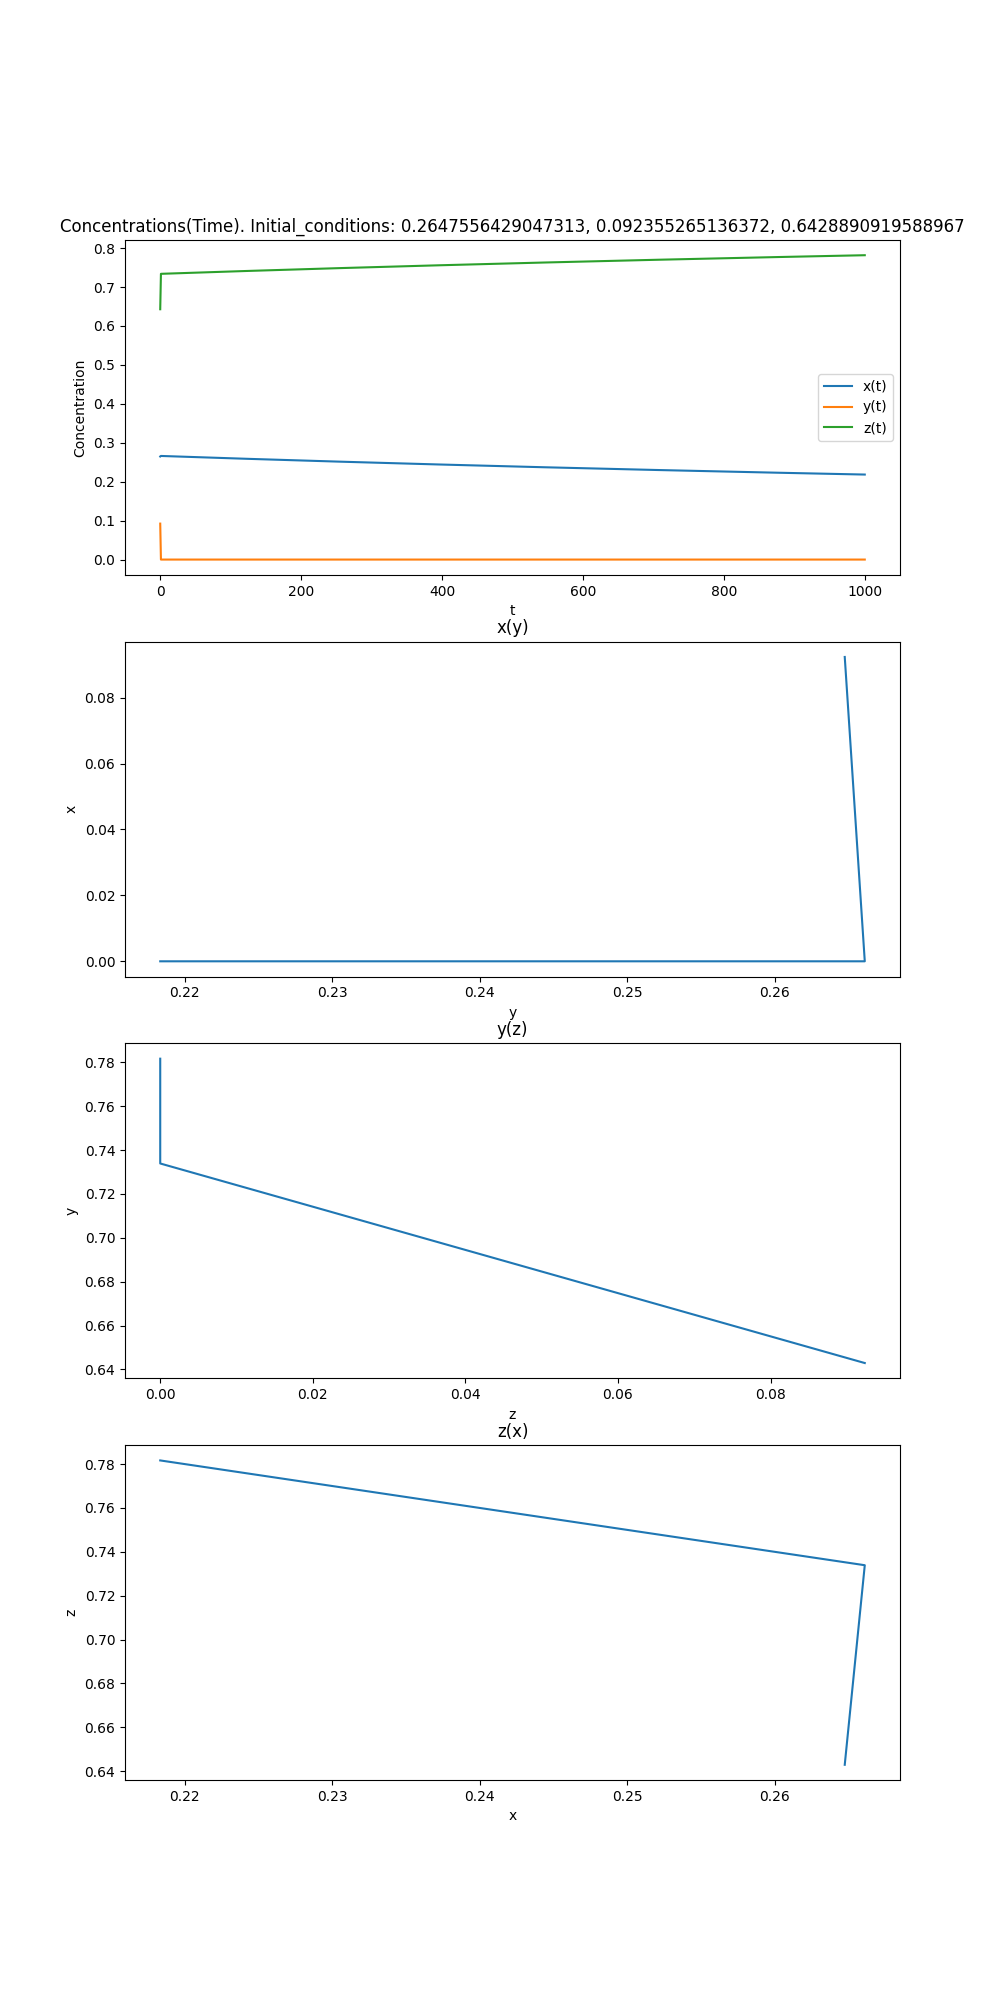 Concentrations(Time). Initial_conditions: 0.2647556429047313, 0.092355265136372, 0.6428890919588967
0.8
0.7
0.6
0.5
0.4
0.3
0.2
0.1
0.0
Concentration
x(t)
y(t)
z(t)
0 200 400 600 800 1000
t
x(y)
0.08
0.06
0.04
0.02
0.00
x
0.22 0.23 0.24 0.25 0.26
y
y(z)
0.78
0.76
0.74
0.72
0.70
0.68
0.66
0.64
y
0.00 0.02 0.04 0.06 0.08
z
z(x)
0.78
0.76
0.74
0.72
0.70
0.68
0.66
0.64
z
0.22 0.23 0.24 0.25 0.26
x